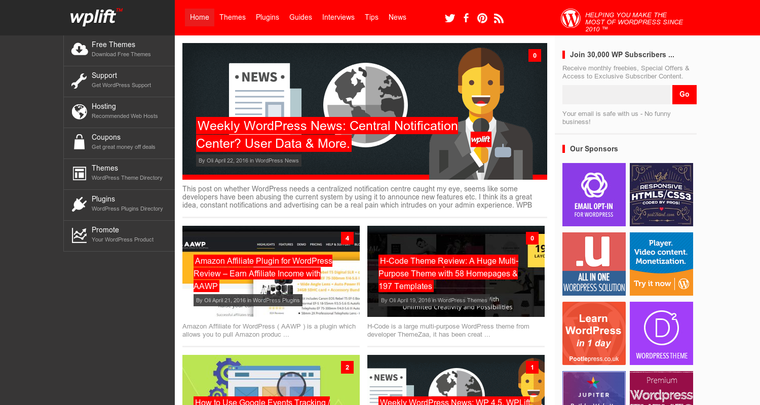 wplift™
Home Themes Plugins Guides Interviews Tips News
HELPING YOU MAKE THE
MOST OF WORDPRESS SINCE
2010 ™
Free Themes
Download Free Themes
Support
Get WordPress Support
Hosting
Recommended Web Hosts
Coupons
Get great money off deals
Themes
WordPress Theme Directory
Plugins
WordPress Plugins Directory
Promote
Your WordPress Product
0
NEWS
wplift
Weekly WordPress News: Central Notification
Center? User Data & More.
By Oli April 22, 2016 in WordPress News
This post on whether WordPress needs a centralized notification centre caught my eye, seems like some
developers have been abusing the current system by using it to announce new features etc. I think its a great
idea, constant notifications and advertising can be a real pain which intrudes on your admin experience. WPB
AAWP
4
Amazon Affiliate Plugin for WordPress
Review – Earn Affiliate Income with
AAWP
By Oli April 21, 2016 in WordPress Plugins
Amazon Affiliate for WordPress ( AAWP ) is a plugin which
allows you to pull Amazon produc ...
0
H-Code Theme Review: A Huge Multi-
Purpose Theme with 58 Homepages &
197 Templates
By Oli April 19, 2016 in WordPress Themes
Unlimited Creativity and Possibilities
H-Code is a large multi-purpose WordPress theme from
developer ThemeZaa, it has been creat ...
2
How to Use Google Events Tracking /
1
Weekly WordPress News: WP 4.5, WPLift
Join 30,000 WP Subscribers ...
Receive monthly freebies, Special Offers &
Access to Exclusive Subscriber Content.
Go
Your email is safe with us - No funny
business!
Our Sponsors
EMAIL OPT-IN
FOR WORDPRESS
GET
RESPONSIVE
HTML5/CSS3
CODED BY PROS!
.u
ALL IN ONE
WORDPRESS
SOLUTION
Player.
Video content.
Monetization.
Try it now
Learn
WordPress
in 1 day
Pootlepress.co.uk
D
WORDPRESS THEME
JUPITER
Premium
WordPress